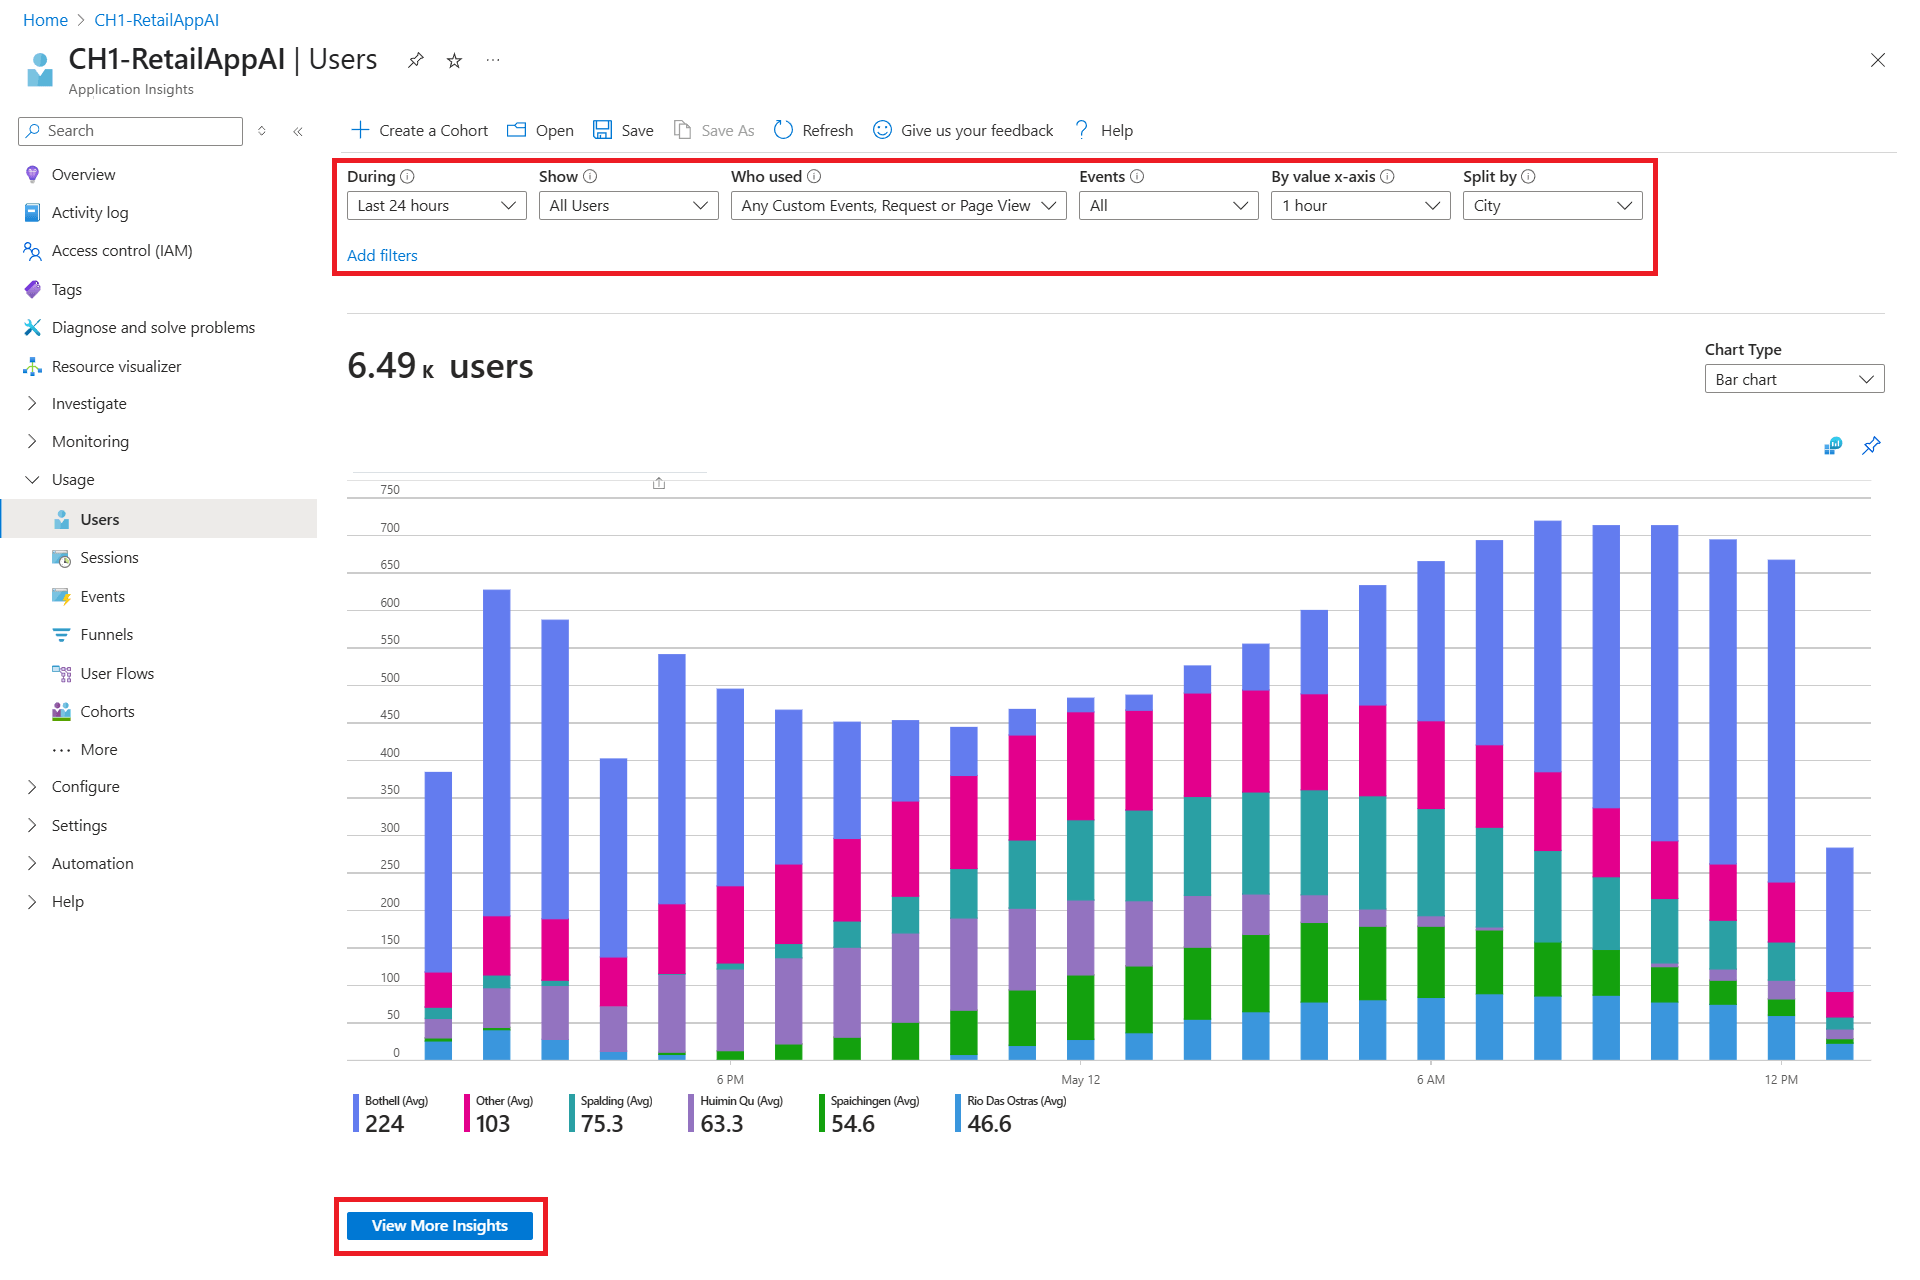 Home > CH1-RetailAppAI
CH1-RetailAppAI | Users
Application Insights
Search
Overview
Activity log
Access control (IAM)
Tags
Diagnose and solve problems
Resource visualizer
Investigate
Monitoring
Usage
Users
Sessions
Events
Funnels
User Flows
Cohorts
More
Configure
Settings
Automation
Help
Create a Cohort Open Save Save As Refresh Give us your feedback ? Help
During Show Who used Events By value x-axis Split by
Last 24 hours All Users Any Custom Events, Request or Page View All 1 hour City
Add filters
6.49 K users
Chart Type
Bar chart
750
700
650
600
550
500
450
400
350
300
250
200
150
100
50
0
6 PM May 12 6 AM 12 PM
Bothell (Avg) Other (Avg) Spalding (Avg) Huimin Qu (Avg) Spaichingen (Avg) Rio Das Ostras (Avg)
224 103 75.3 63.3 54.6 46.6
View More Insights